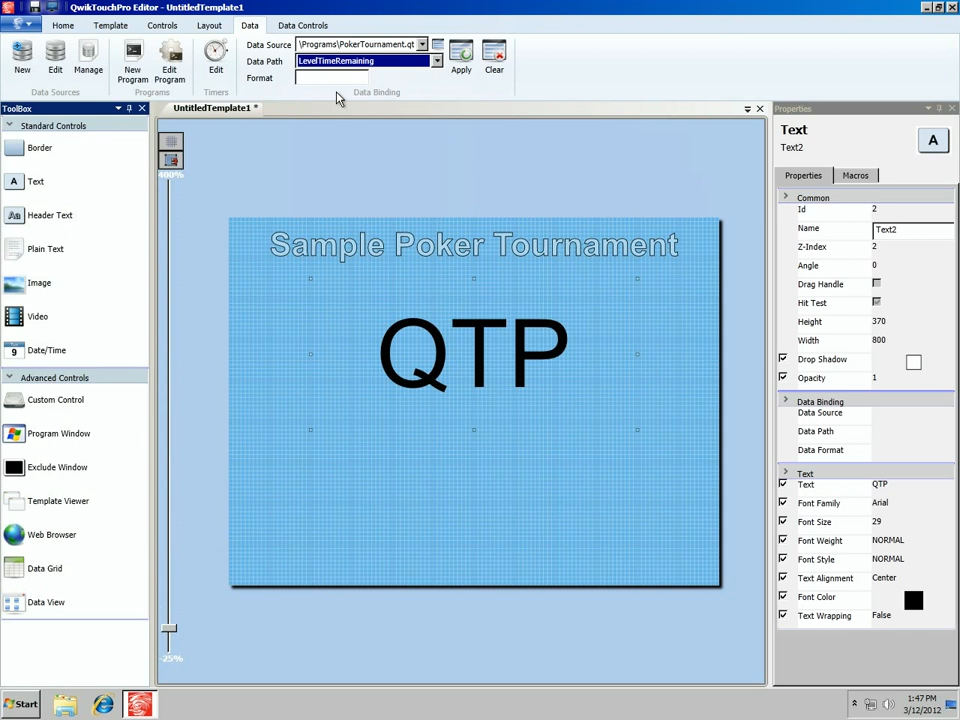 QwikTouchPro Editor - UntitledTemplate1
Home Template Controls Layout Data Data Controls
New Edit Manage
Data Sources
New Program Edit Program
Programs
Edit
Timers
Data Source \Programs\PokerTournament.qt
Data Path LevelTimeRemaining
Format
Apply Clear
Data Binding
ToolBox
Standard Controls
Border
A Text
Aa Header Text
Plain Text
Image
Video
9 Date/Time
Advanced Controls
Custom Control
Program Window
Exclude Window
Template Viewer
Web Browser
Data Grid
Data View
UntitledTemplate1 *
400%
-25%
Sample Poker Tournament
QTP
Properties
Text
Text2
A
Properties Macros
Common
Id 2
Name Text2
Z-Index 2
Angle 0
Drag Handle
Hit Test
Height 370
Width 800
Drop Shadow
Opacity 1
Data Binding
Data Source
Data Path
Data Format
Text
Text QTP
Font Family Arial
Font Size 29
Font Weight NORMAL
Font Style NORMAL
Text Alignment Center
Font Color
Text Wrapping False
Start
1:47 PM
3/12/2012